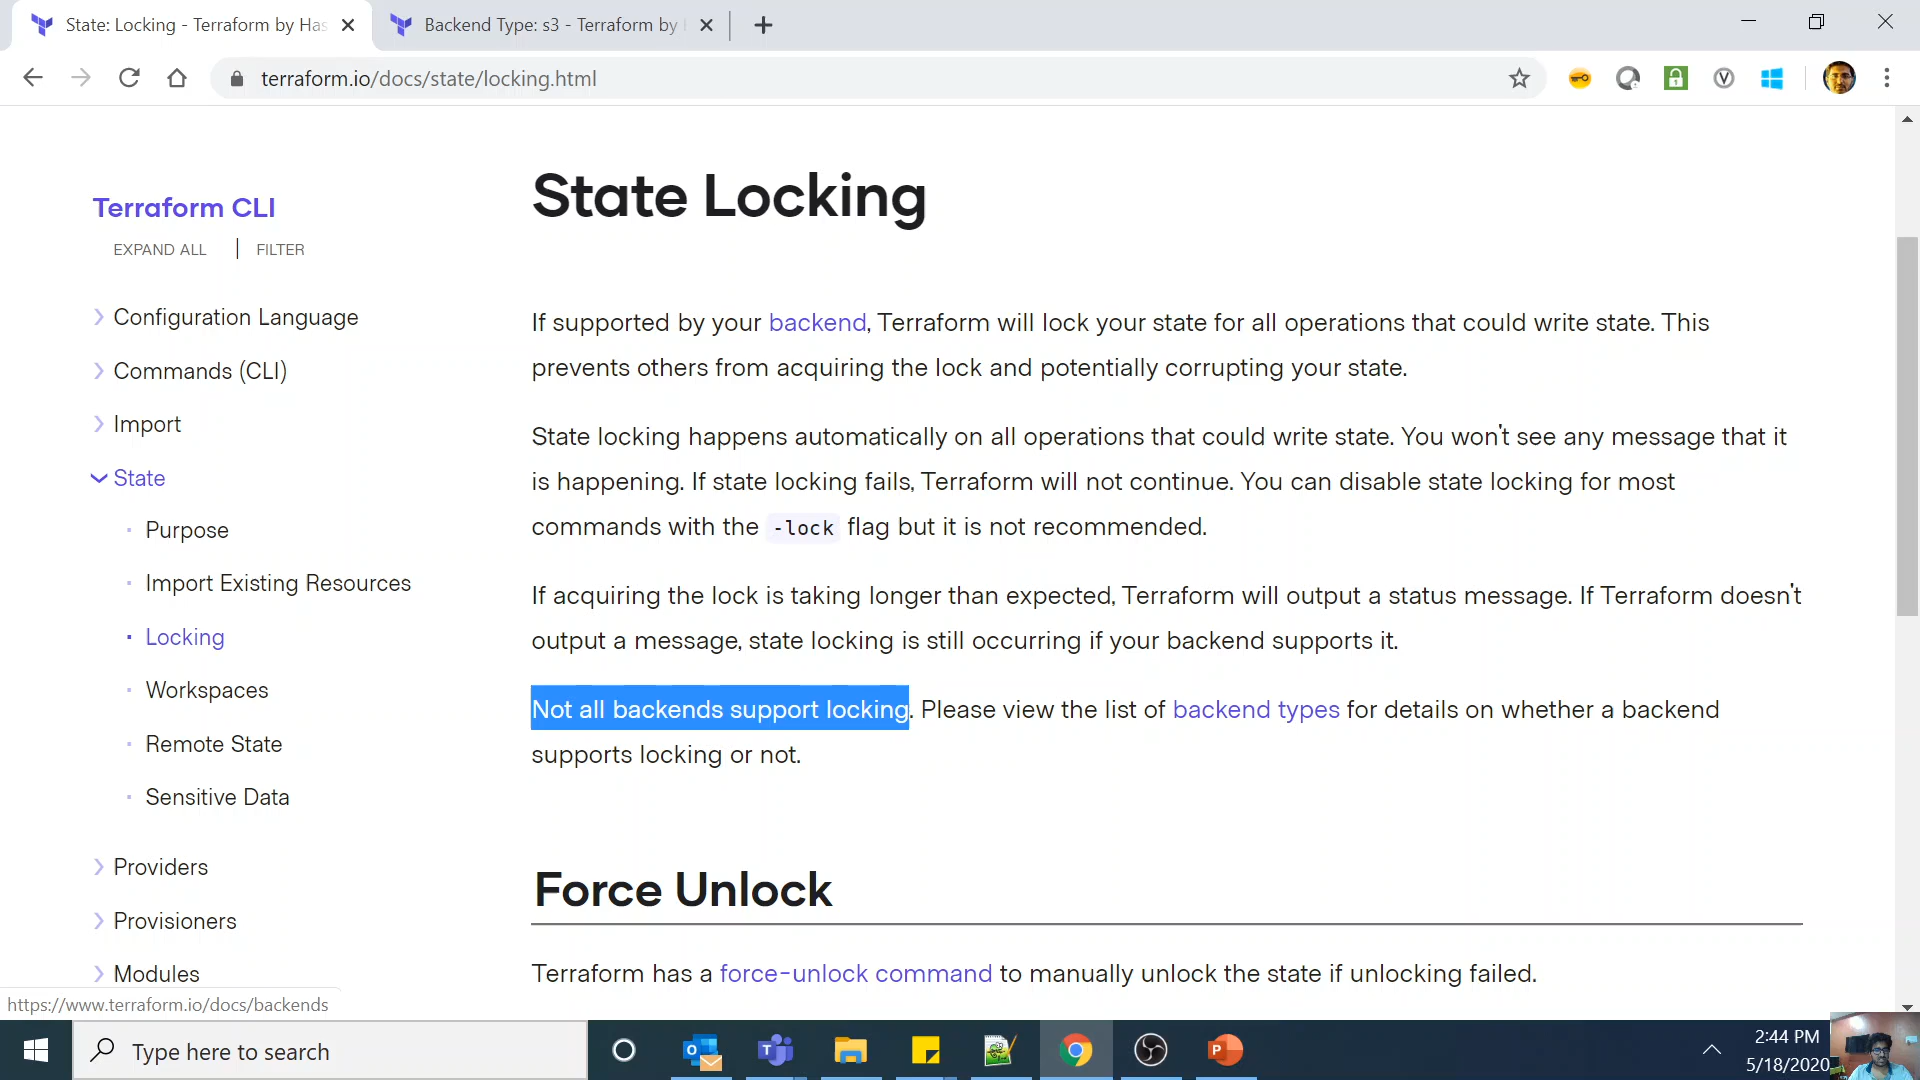 State: Locking - Terraform by Has
Backend Type: s3 - Terraform by
terraform.io/docs/state/locking.html
Terraform CLI
EXPAND ALL | FILTER
Configuration Language
Commands (CLI)
Import
State
Purpose
Import Existing Resources
Locking
Workspaces
Remote State
Sensitive Data
Providers
Provisioners
Modules
State Locking
If supported by your backend, Terraform will lock your state for all operations that could write state. This
prevents others from acquiring the lock and potentially corrupting your state.
State locking happens automatically on all operations that could write state. You won't see any message that it
is happening. If state locking fails, Terraform will not continue. You can disable state locking for most
commands with the -lock flag but it is not recommended.
If acquiring the lock is taking longer than expected, Terraform will output a status message. If Terraform doesn't
output a message, state locking is still occurring if your backend supports it.
Not all backends support locking. Please view the list of backend types for details on whether a backend
supports locking or not.
Force Unlock
Terraform has a force-unlock command to manually unlock the state if unlocking failed.
https://www.terraform.io/docs/backends
Type here to search
2:44 PM
5/18/2020